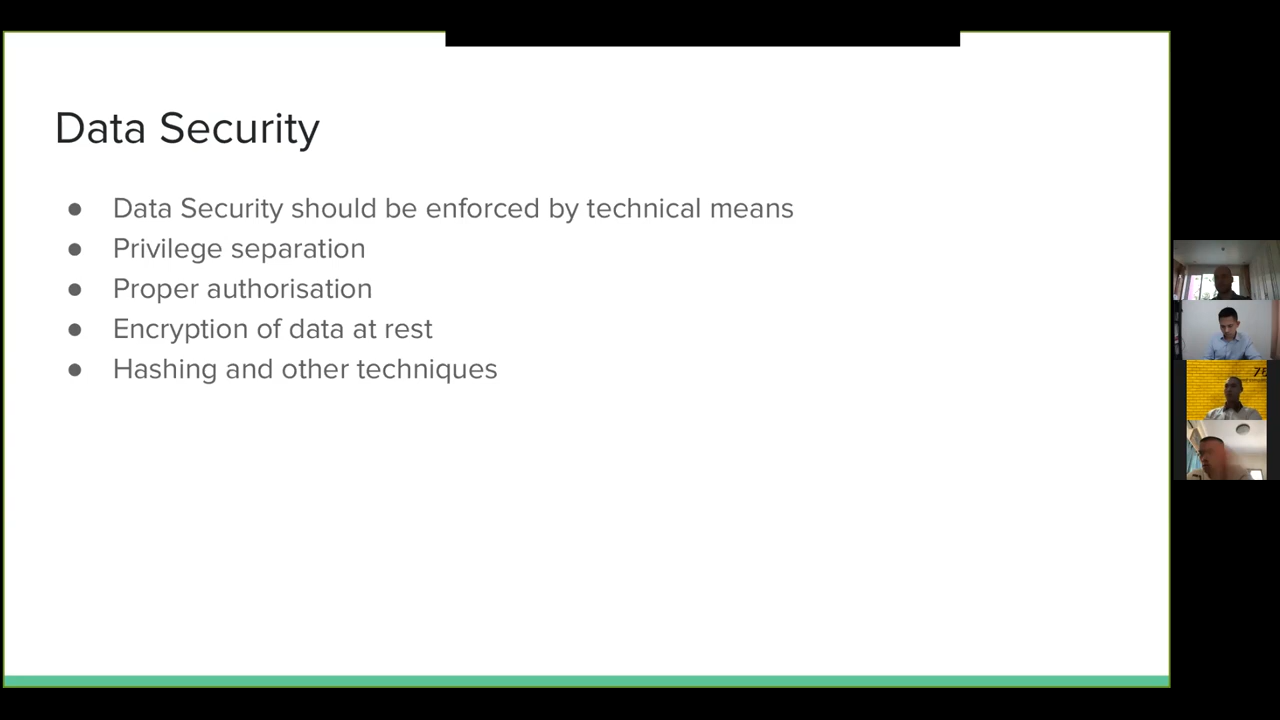 Data Security
● Data Security should be enforced by technical means
● Privilege separation
● Proper authorisation
● Encryption of data at rest
● Hashing and other techniques